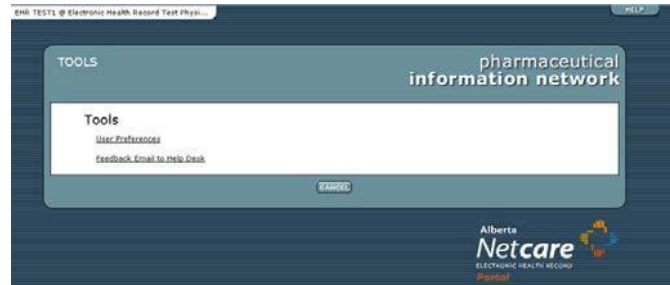 EHR TEST1 @ Electronic Health Record Test Physi...
HELP
TOOLS
pharmaceutical
information network
Tools
User Preferences
Feedback Email to Help Desk
CANCEL
Alberta
Netcare
ELECTRONIC HEALTH RECORD
Portal